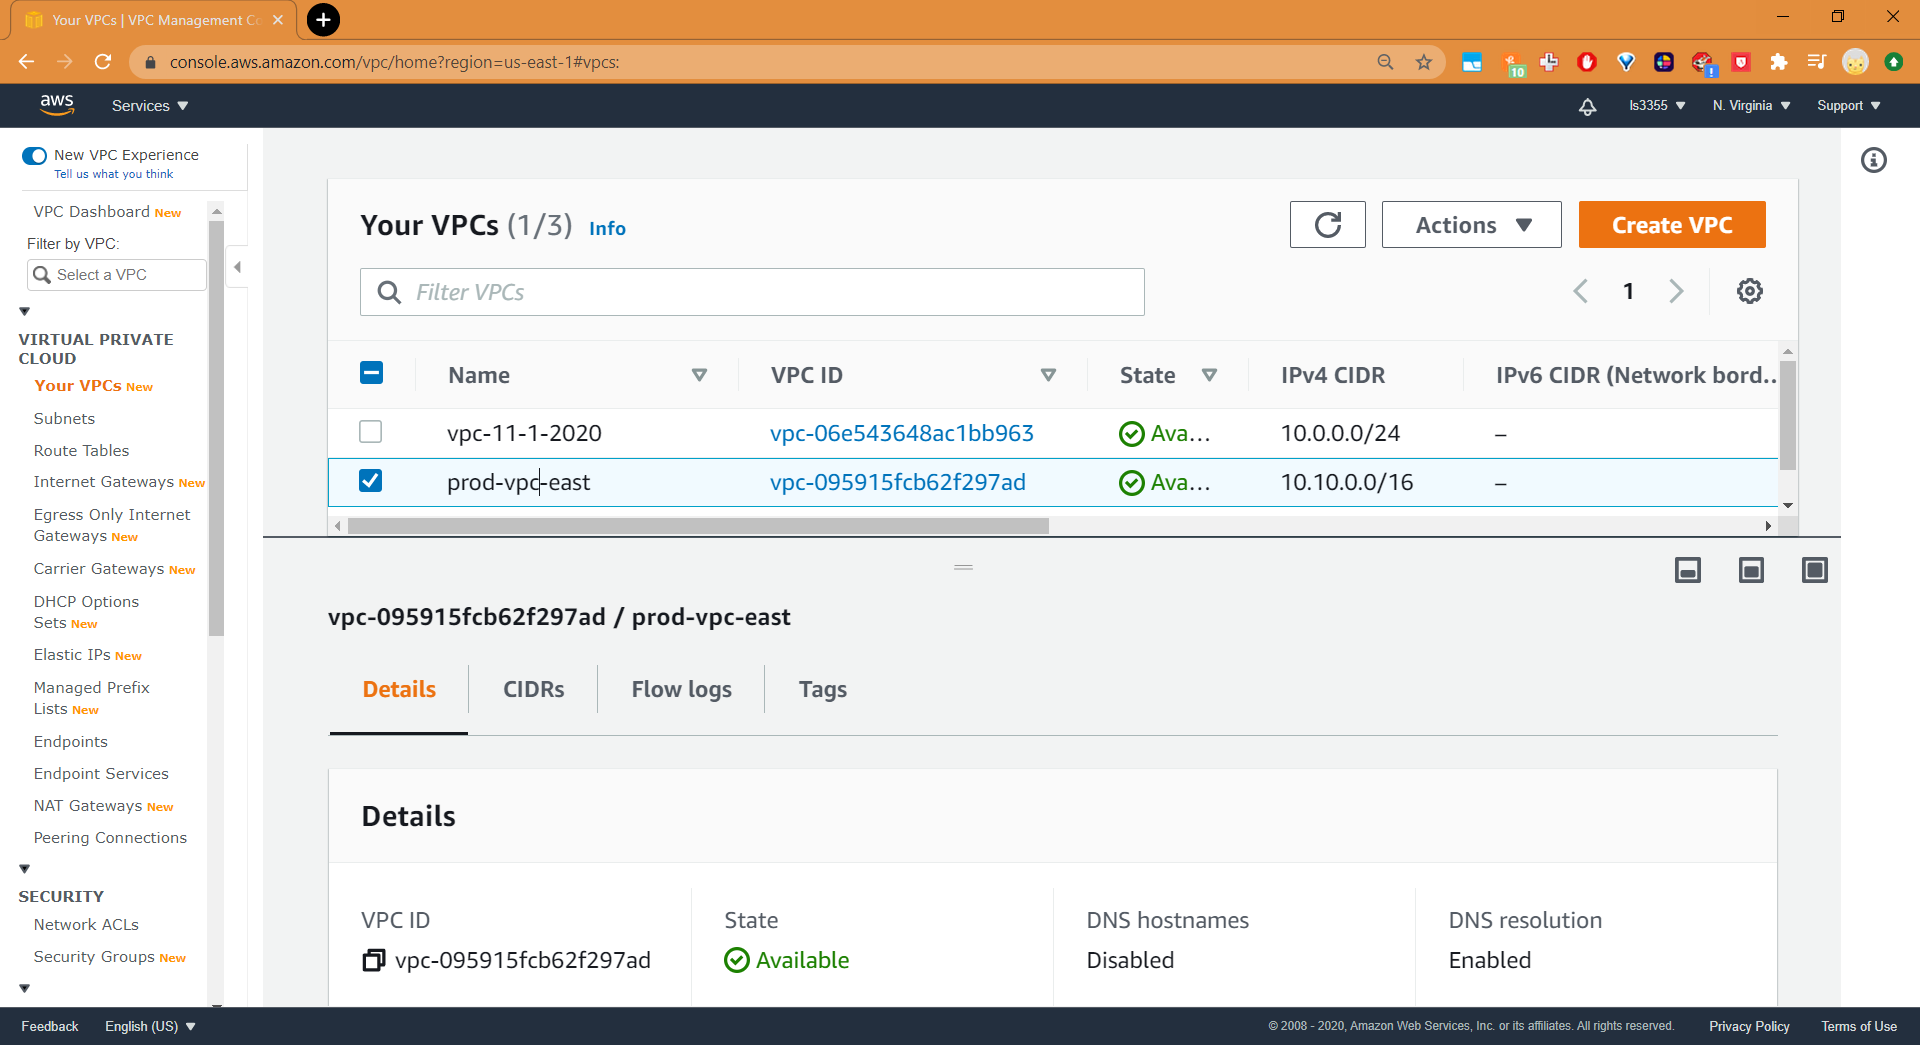 Your VPCs | VPC Management Co
console.aws.amazon.com/vpc/home?region=us-east-1#vpcs:
10
aws
Services
ls3355
N. Virginia
Support
New VPC Experience
Tell us what you think
VPC Dashboard New
Filter by VPC:
Select a VPC
VIRTUAL PRIVATE
CLOUD
Your VPCs New
Subnets
Route Tables
Internet Gateways New
Egress Only Internet
Gateways New
Carrier Gateways New
DHCP Options
Sets New
Elastic IPs New
Managed Prefix
Lists New
Endpoints
Endpoint Services
NAT Gateways New
Peering Connections
SECURITY
Network ACLs
Security Groups New
Your VPCs (1/3) Info
Actions
Create VPC
Filter VPCs
1
Name VPC ID State IPv4 CIDR IPv6 CIDR (Network bord..
vpc-11-1-2020 vpc-06e543648ac1bb963 Ava... 10.0.0.0/24 –
prod-vpc-east vpc-095915fcb62f297ad Ava... 10.10.0.0/16 –
vpc-095915fcb62f297ad / prod-vpc-east
Details CIDRs Flow logs Tags
Details
VPC ID State DNS hostnames DNS resolution
vpc-095915fcb62f297ad Available Disabled Enabled
Feedback English (US) © 2008 - 2020, Amazon Web Services, Inc. or its affiliates. All rights reserved. Privacy Policy Terms of Use